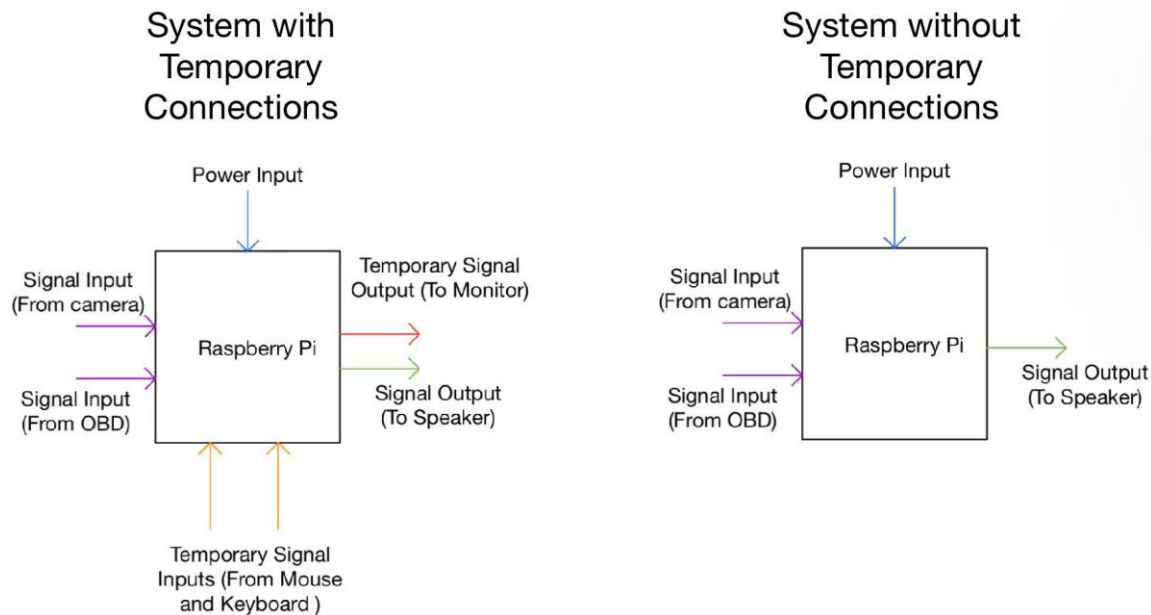 System with
Temporary
Connections
Power Input
Signal Input
(From camera)
Temporary Signal
Output (To Monitor)
Raspberry Pi
Signal Input
(From OBD)
Signal Output
(To Speaker)
Temporary Signal
Inputs (From Mouse
and Keyboard )
System without
Temporary
Connections
Power Input
Signal Input
(From camera)
Raspberry Pi
Signal Input
(From OBD)
Signal Output
(To Speaker)